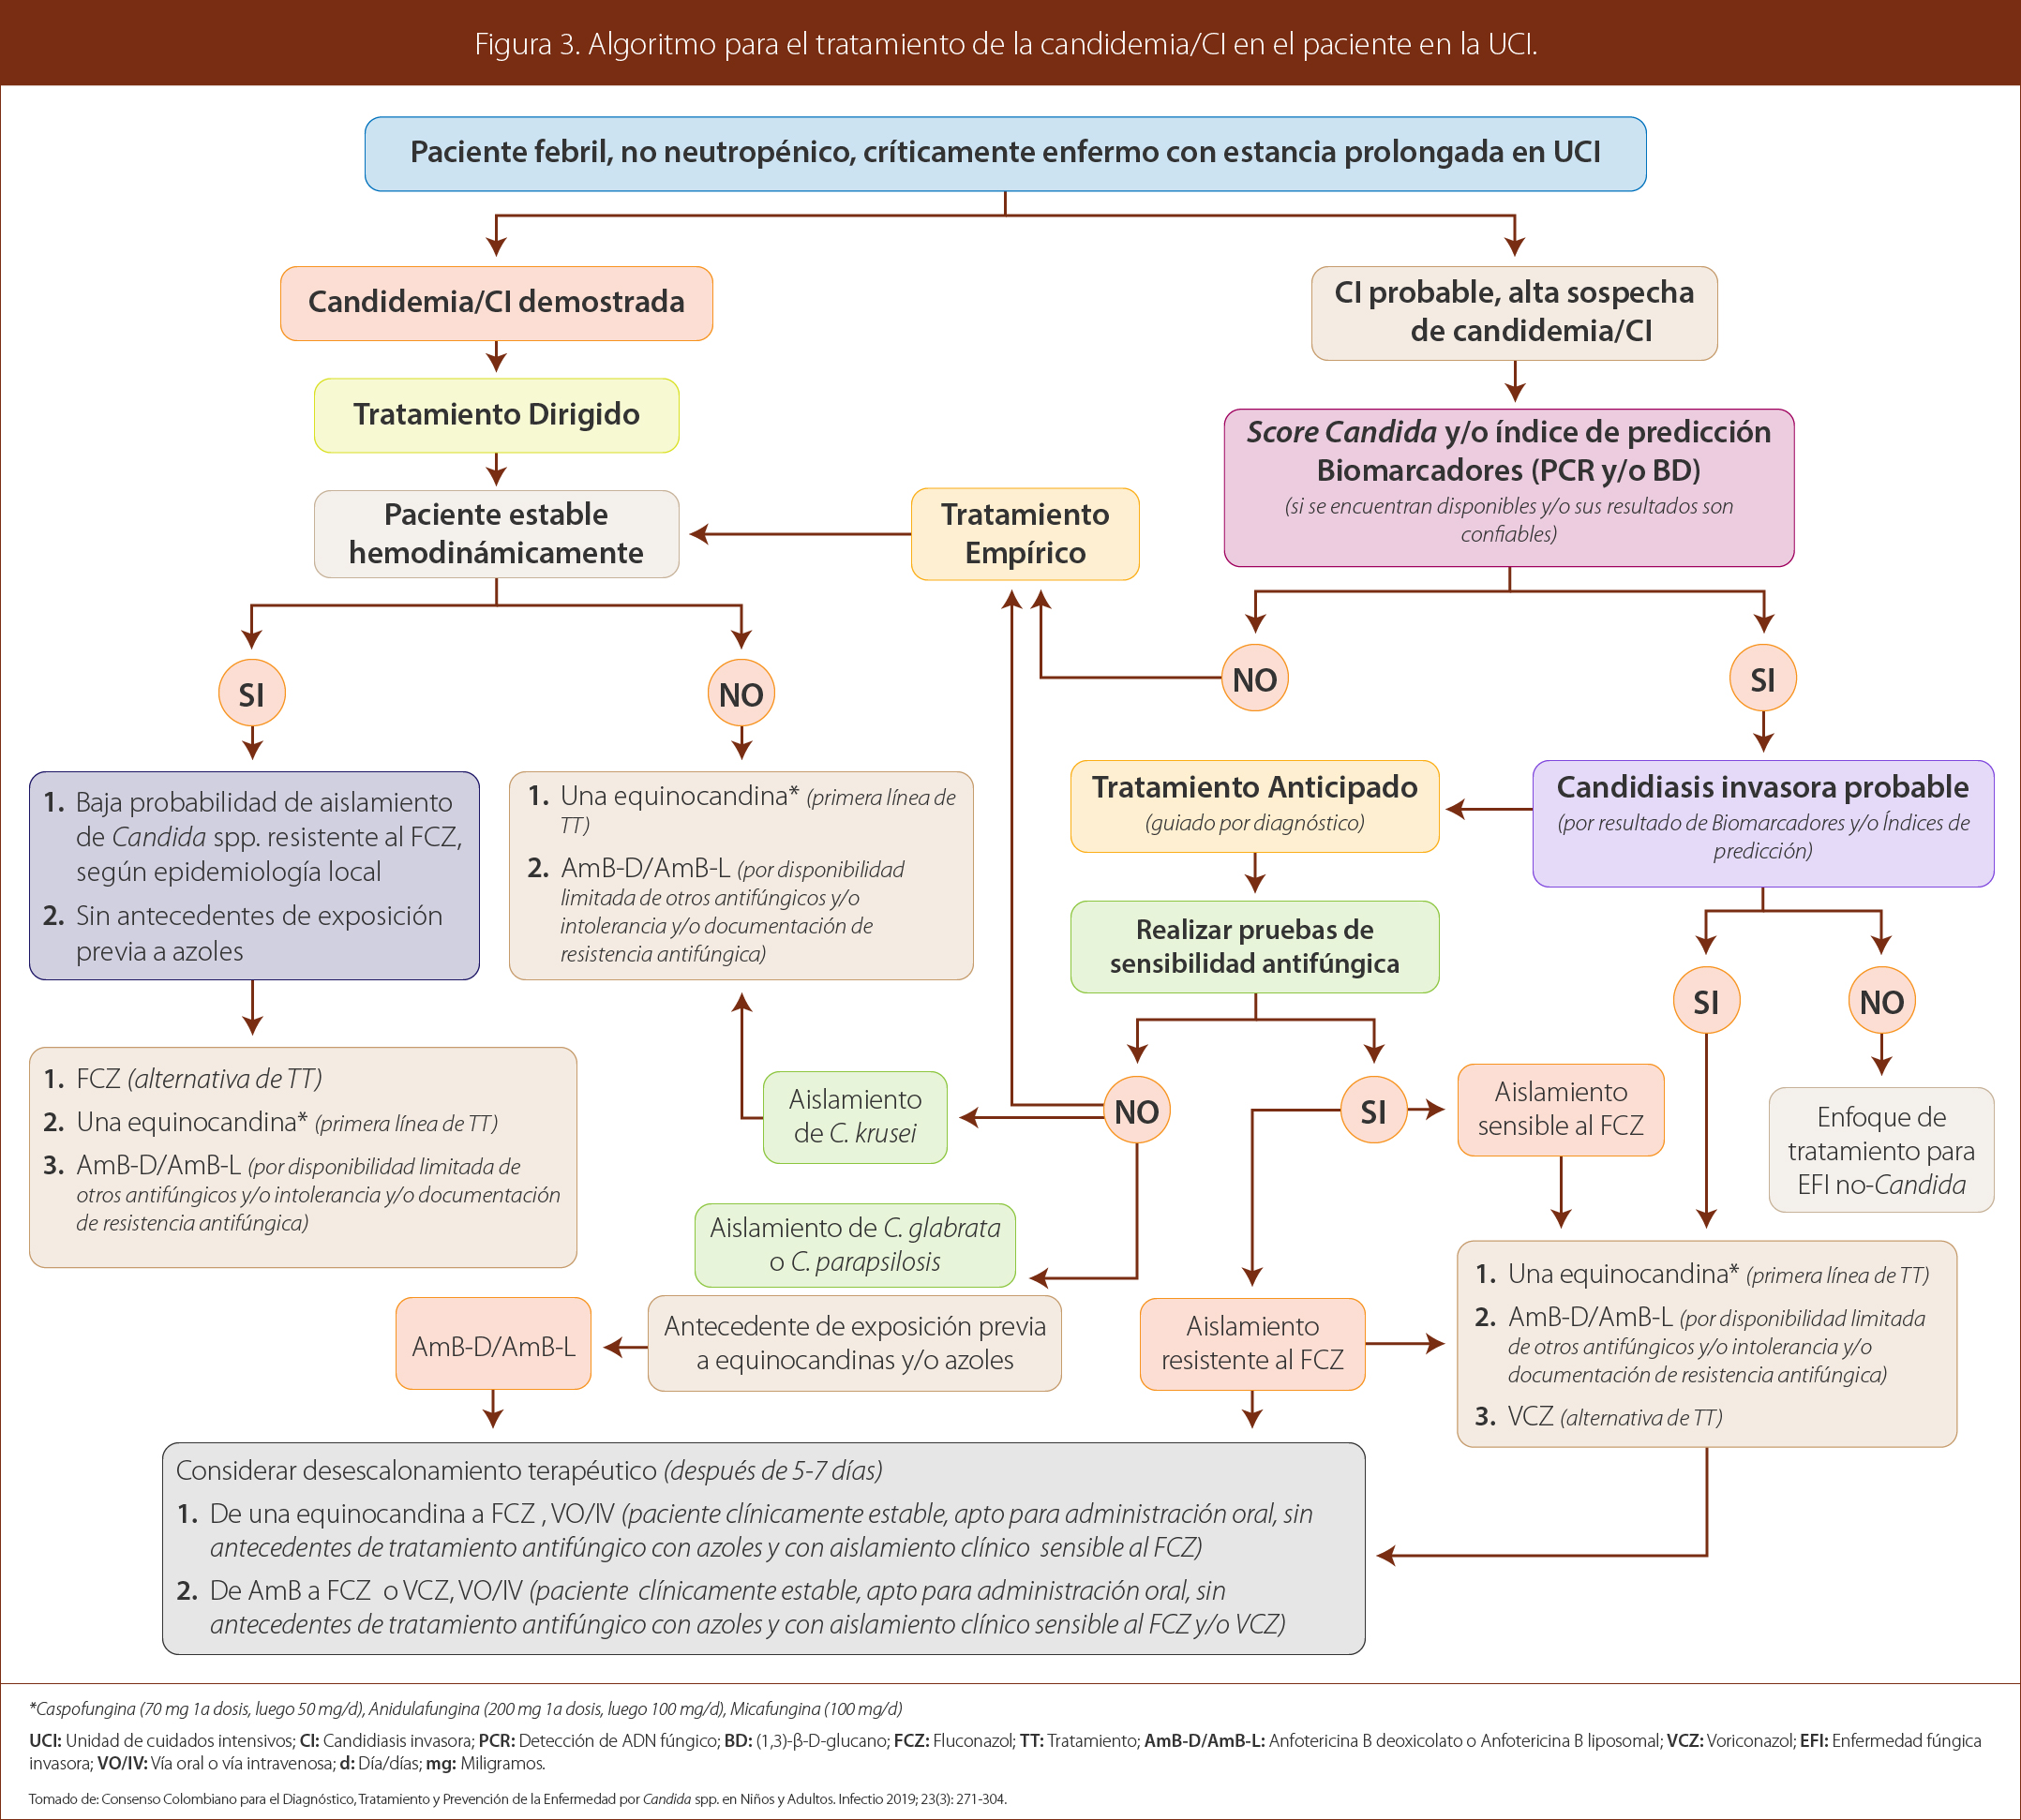 Figura 3. Algoritmo para el tratamiento de la candidemia/CI en el paciente en la UCI.
Paciente febril, no neutropénico, críticamente enfermo con estancia prolongada en UCI
Candidemia/CI demostrada
CI probable, alta sospecha
de candidemia/CI
Tratamiento Dirigido
Score Candida y/o índice de predicción
Biomarcadores (PCR y/o BD)
(si se encuentran disponibles y/o sus resultados son
confiables)
Paciente estable
hemodinámicamente
Tratamiento
Empírico
SI
NO
NO
SI
1. Baja probabilidad de aislamiento
de Candida spp. resistente al FCZ,
según epidemiología local
2. Sin antecedentes de exposición
previa a azoles
1. Una equinocandina* (primera línea de
TT)
2. AmB-D/AmB-L (por disponibilidad
limitada de otros antifúngicos y/o
intolerancia y/o documentación de
resistencia antifúngica)
Tratamiento Anticipado
(guiado por diagnóstico)
Candidiasis invasora probable
(por resultado de Biomarcadores y/o Índices de
predicción)
Realizar pruebas de
sensibilidad antifúngica
SI
NO
1. FCZ (alternativa de TT)
2. Una equinocandina* (primera línea de TT)
3. AmB-D/AmB-L (por disponibilidad limitada de
otros antifúngicos y/o intolerancia y/o documentación
de resistencia antifúngica)
Aislamiento
de C. krusei
NO
SI
Aislamiento
sensible al FCZ
Enfoque de
tratamiento para
EFI no-Candida
Aislamiento de C. glabrata
o C. parapsilosis
AmB-D/AmB-L
Antecedente de exposición previa
a equinocandinas y/o azoles
Aislamiento
resistente al FCZ
1. Una equinocandina* (primera línea de TT)
2. AmB-D/AmB-L (por disponibilidad limitada
de otros antifúngicos y/o intolerancia y/o
documentación de resistencia antifúngica)
3. VCZ (alternativa de TT)
Considerar desescalonamiento terapéutico (después de 5-7 días)
1. De una equinocandina a FCZ , VO/IV (paciente clínicamente estable, apto para administración oral, sin
antecedentes de tratamiento antifúngico con azoles y con aislamiento clínico sensible al FCZ)
2. De AmB a FCZ o VCZ, VO/IV (paciente clínicamente estable, apto para administración oral, sin
antecedentes de tratamiento antifúngico con azoles y con aislamiento clínico sensible al FCZ y/o VCZ)
*Caspofungina (70 mg 1a dosis, luego 50 mg/d), Anidulafungina (200 mg 1a dosis, luego 100 mg/d), Micafungina (100 mg/d)
UCI: Unidad de cuidados intensivos; CI: Candidiasis invasora; PCR: Detección de ADN fúngico; BD: (1,3)-β-D-glucano; FCZ: Fluconazol; TT: Tratamiento; AmB-D/AmB-L: Anfotericina B deoxicolato o Anfotericina B liposomal; VCZ: Voriconazol; EFI: Enfermedad fúngica
invasora; VO/IV: Vía oral o vía intravenosa; d: Día/días; mg: Miligramos.
Tomado de: Consenso Colombiano para el Diagnóstico, Tratamiento y Prevención de la Enfermedad por Candida spp. en Niños y Adultos. Infectio 2019; 23(3): 271-304.